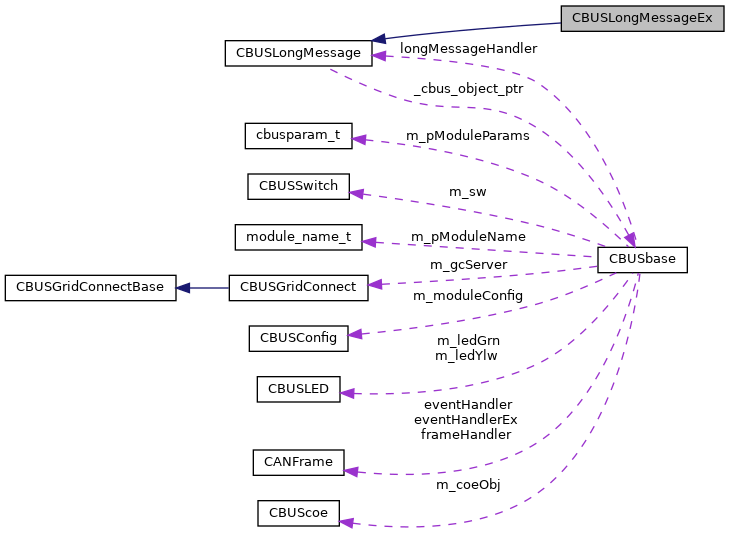 CBUSLongMessageEx
CBUSLongMessage
longMessageHandler
_cbus_object_ptr
cbusparam_t
m_pModuleParams
CBUSSwitch
m_sw
module_name_t
m_pModuleName
CBUSbase
m_gcServer
CBUSGridConnectBase
CBUSGridConnect
m_moduleConfig
CBUSConfig
m_ledGrn
m_ledYlw
CBUSLED
eventHandler
eventHandlerEx
frameHandler
CANFrame
m_coeObj
CBUScoe